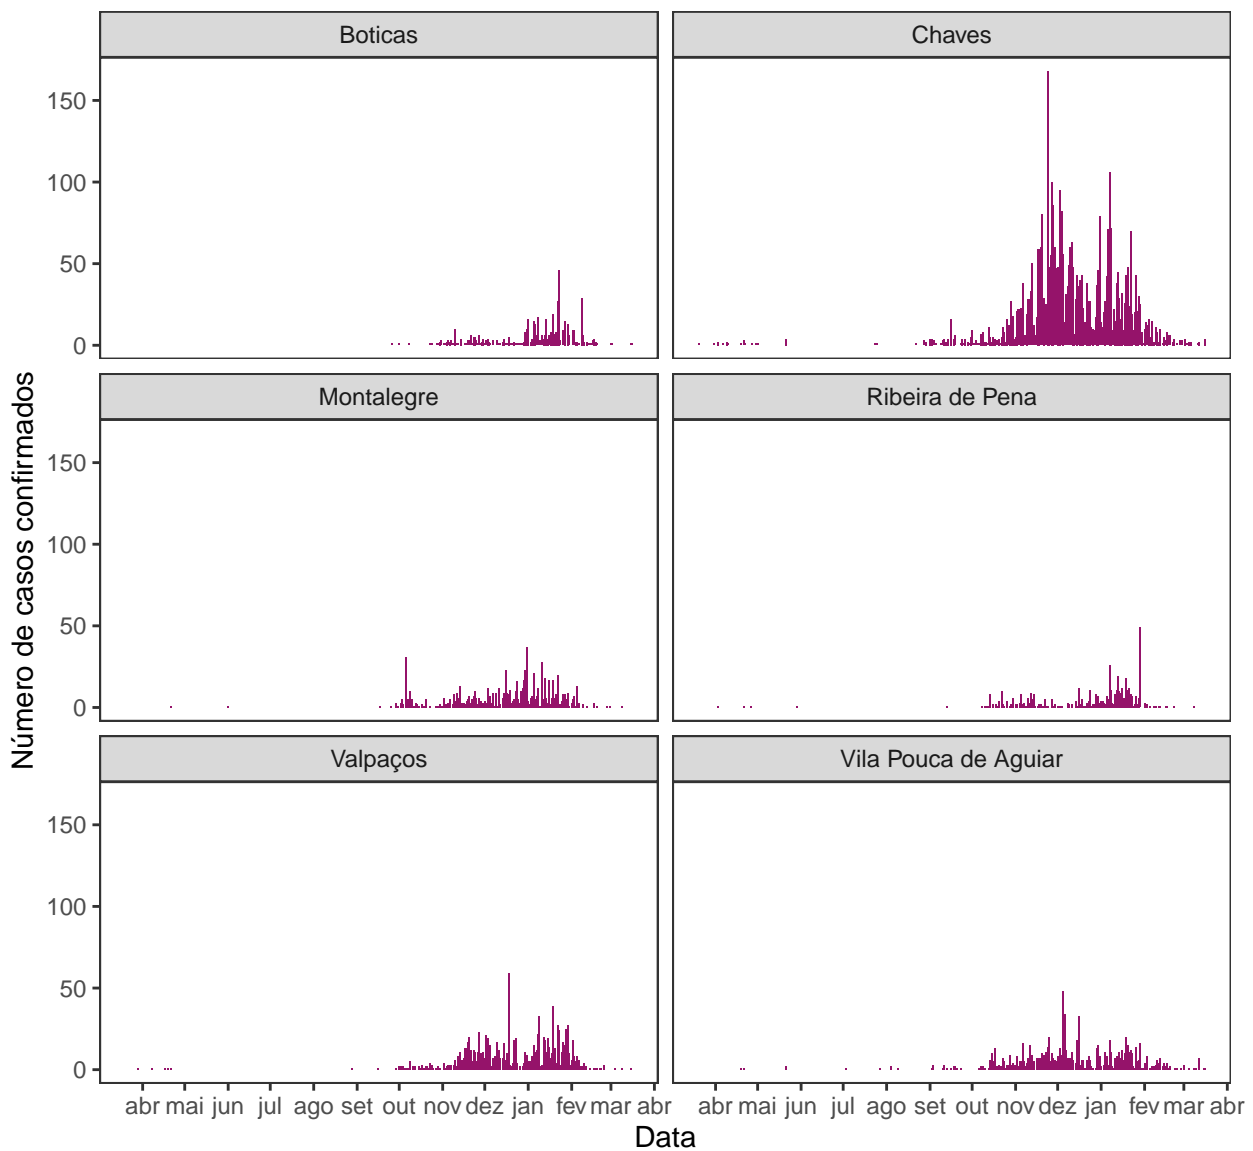 Boticas
Chaves
150
100
50
0
Montalegre
Ribeira de Pena
150
100
50
0
Número de casos confirmados
Valpaços
Vila Pouca de Aguiar
150
100
50
0
abr mai jun jul ago set out nov dez jan fev mar abr
abr mai jun jul ago set out nov dez jan fev mar abr
Data